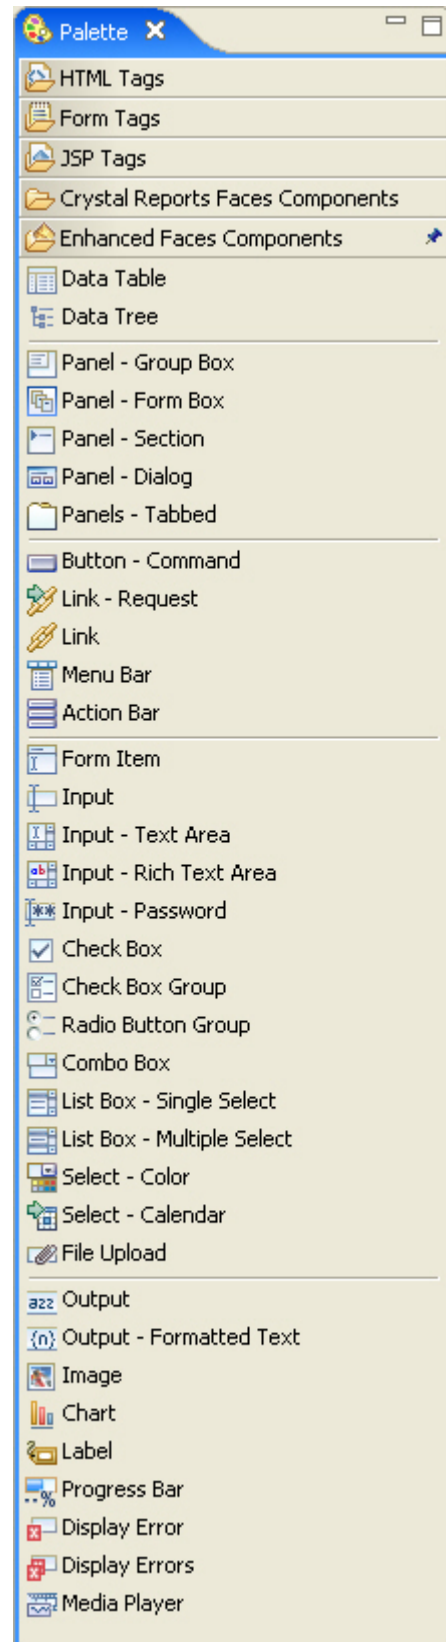 Palette
HTML Tags
Form Tags
JSP Tags
Crystal Reports Faces Components
Enhanced Faces Components
Data Table
Data Tree
Panel - Group Box
Panel - Form Box
Panel - Section
Panel - Dialog
Panels - Tabbed
Button - Command
Link - Request
Link
Menu Bar
Action Bar
Form Item
Input
Input - Text Area
Input - Rich Text Area
Input - Password
Check Box
Check Box Group
Radio Button Group
Combo Box
List Box - Single Select
List Box - Multiple Select
Select - Color
Select - Calendar
File Upload
Output
Output - Formatted Text
Image
Chart
Label
Progress Bar
Display Error
Display Errors
Media Player